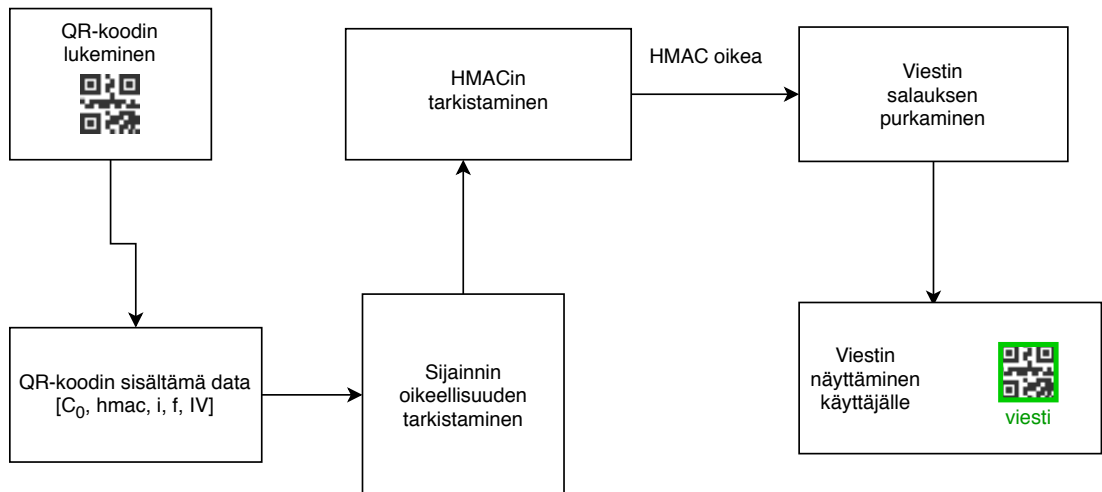 QR-koodin
lukeminen
QR-koodin sisältämä data
[C₀, hmac, i, f, IV]
Sijainnin
oikeellisuuden
tarkistaminen
HMACin
tarkistaminen
HMAC oikea
Viestin
salauksen
purkaminen
Viestin
näyttäminen
käyttäjälle
viesti